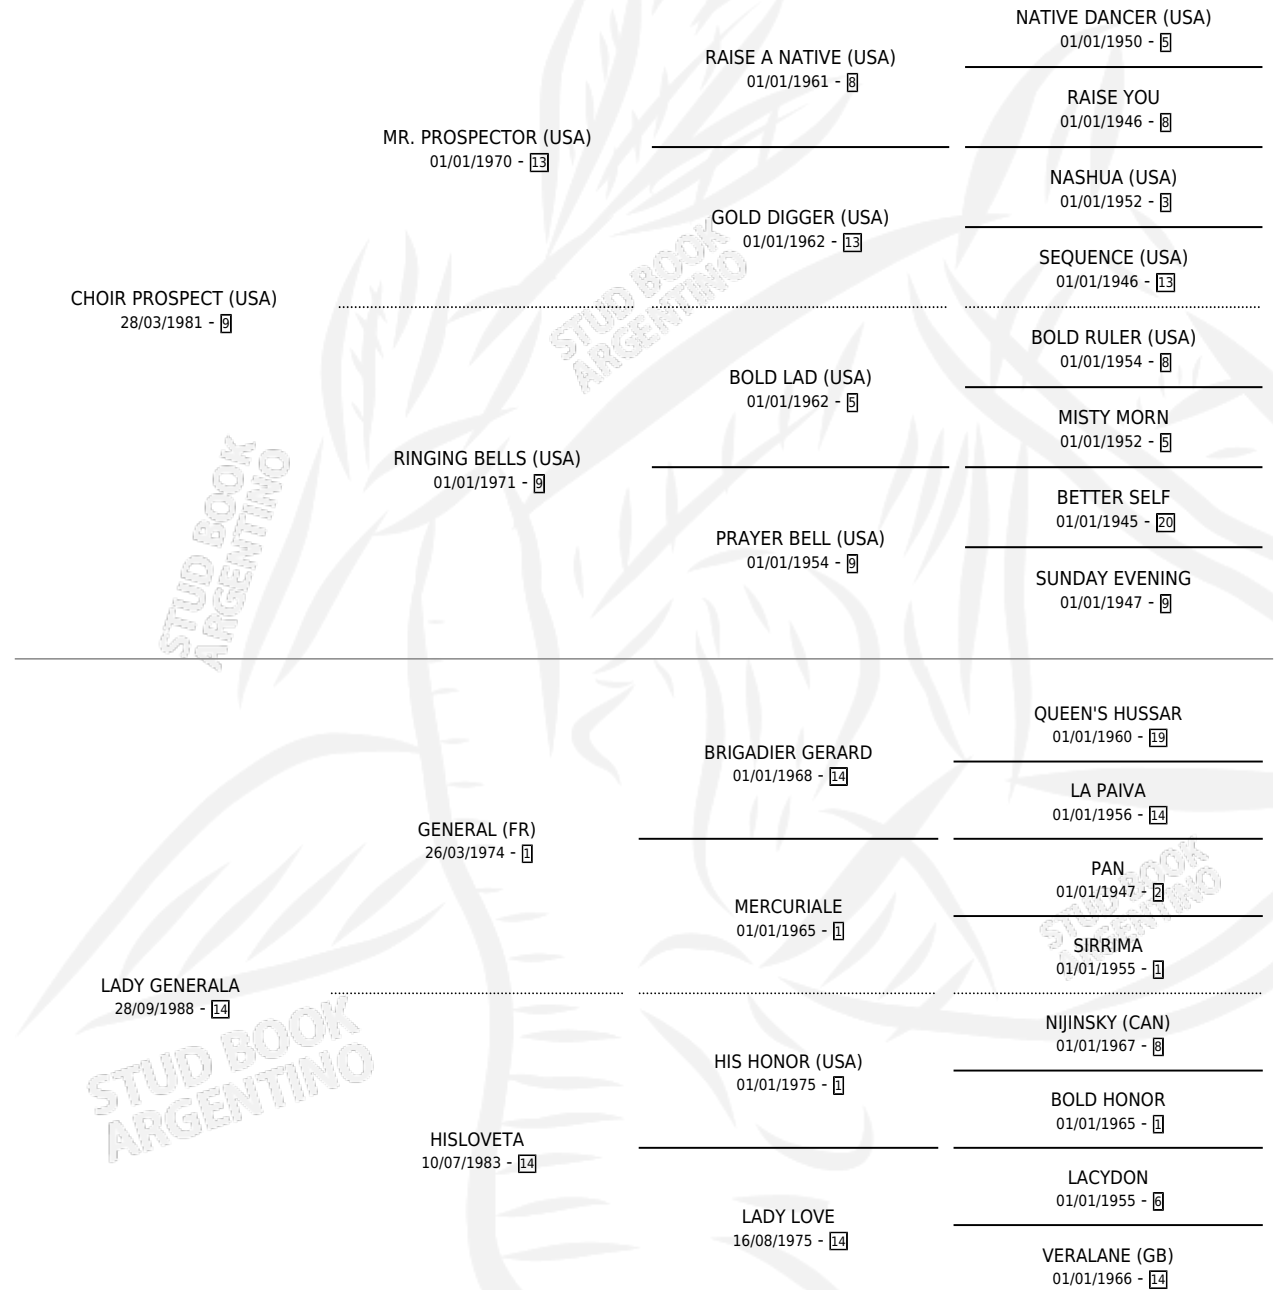 NATIVE DANCER (USA)
01/01/1950 - 5
RAISE A NATIVE (USA)
01/01/1961 - 8
RAISE YOU
01/01/1946 - 8
MR. PROSPECTOR (USA)
01/01/1970 - 13
NASHUA (USA)
01/01/1952 - 3
GOLD DIGGER (USA)
01/01/1962 - 13
SEQUENCE (USA)
01/01/1946 - 13
CHOIR PROSPECT (USA)
28/03/1981 - 9
BOLD RULER (USA)
01/01/1954 - 8
BOLD LAD (USA)
01/01/1962 - 5
MISTY MORN
01/01/1952 - 5
RINGING BELLS (USA)
01/01/1971 - 9
BETTER SELF
01/01/1945 - 20
PRAYER BELL (USA)
01/01/1954 - 9
SUNDAY EVENING
01/01/1947 - 9
QUEEN'S HUSSAR
01/01/1960 - 19
BRIGADIER GERARD
01/01/1968 - 14
LA PAIVA
01/01/1956 - 14
GENERAL (FR)
26/03/1974 - 1
PAN
01/01/1947 - 2
MERCURIALE
01/01/1965 - 1
SIRRIMA
01/01/1955 - 1
LADY GENERALA
28/09/1988 - 14
NIJINSKY (CAN)
01/01/1967 - 8
HIS HONOR (USA)
01/01/1975 - 1
BOLD HONOR
01/01/1965 - 1
HISLOVETA
10/07/1983 - 14
LACYDON
01/01/1955 - 6
LADY LOVE
16/08/1975 - 14
VERALANE (GB)
01/01/1966 - 14
STUD BOOK
ARGENTINO
STUD BOOK
ARGENTINO
STUD BOOK
ARGENTINO
STUD BOOK
ARGENTINO